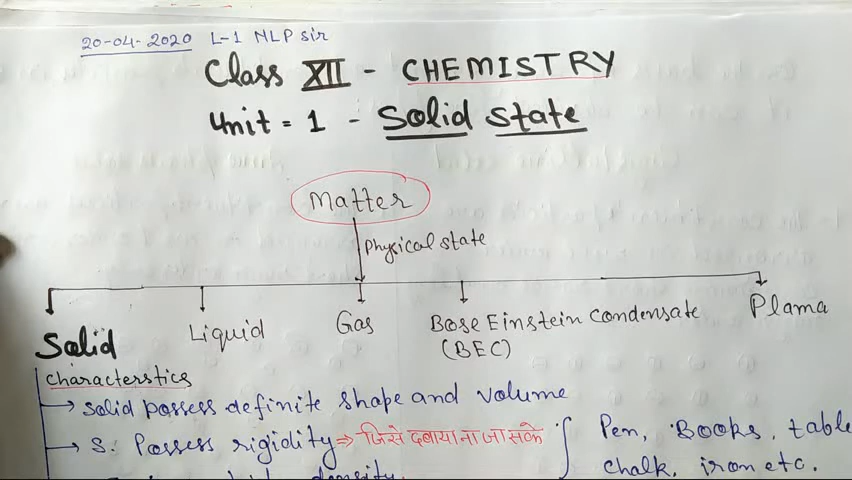 20-04-2020 L-1 NLP sir
Class XII - CHEMISTRY
Unit = 1 - Solid State
Matter
Physical state
Solid
Liquid
Gas
Bose Einstein Condensate
(BEC)
Plama
characterstics
→ Solid possess definite shape and volume
→ S. Possess rigidity ⇒ जिसे दबाया ना जा सके
Pen, Books, table
chalk, iron etc.
density